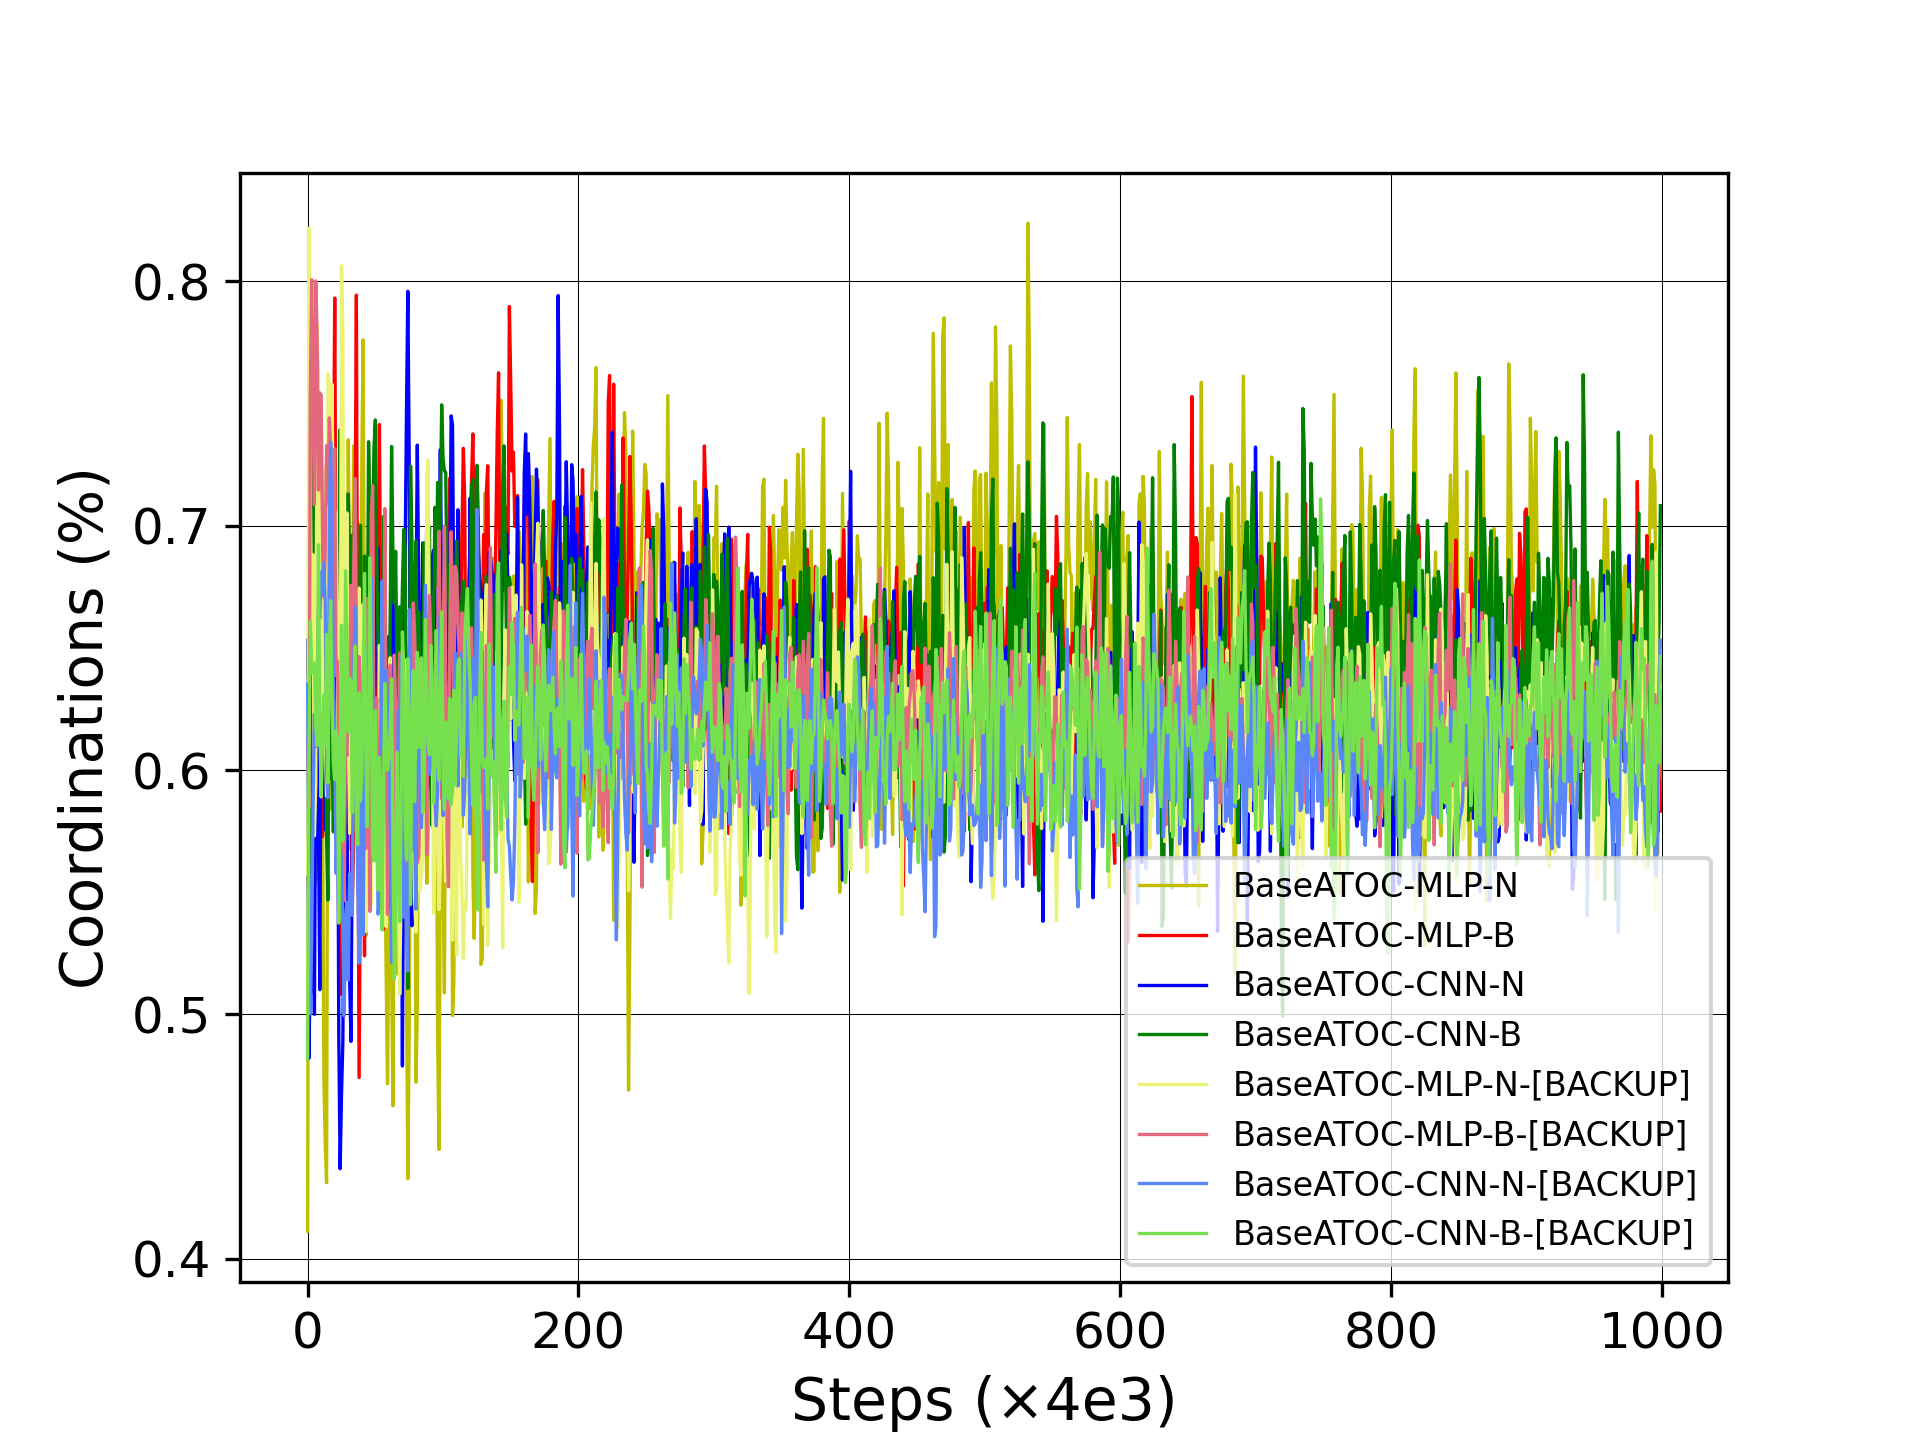 Coordinations (%)
0.8
0.7
0.6
0.5
0.4
BaseATOC-MLP-N
BaseATOC-MLP-B
BaseATOC-CNN-N
BaseATOC-CNN-B
BaseATOC-MLP-N-[BACKUP]
BaseATOC-MLP-B-[BACKUP]
BaseATOC-CNN-N-[BACKUP]
BaseATOC-CNN-B-[BACKUP]
0 200 400 600 800 1000
Steps (×4e3)